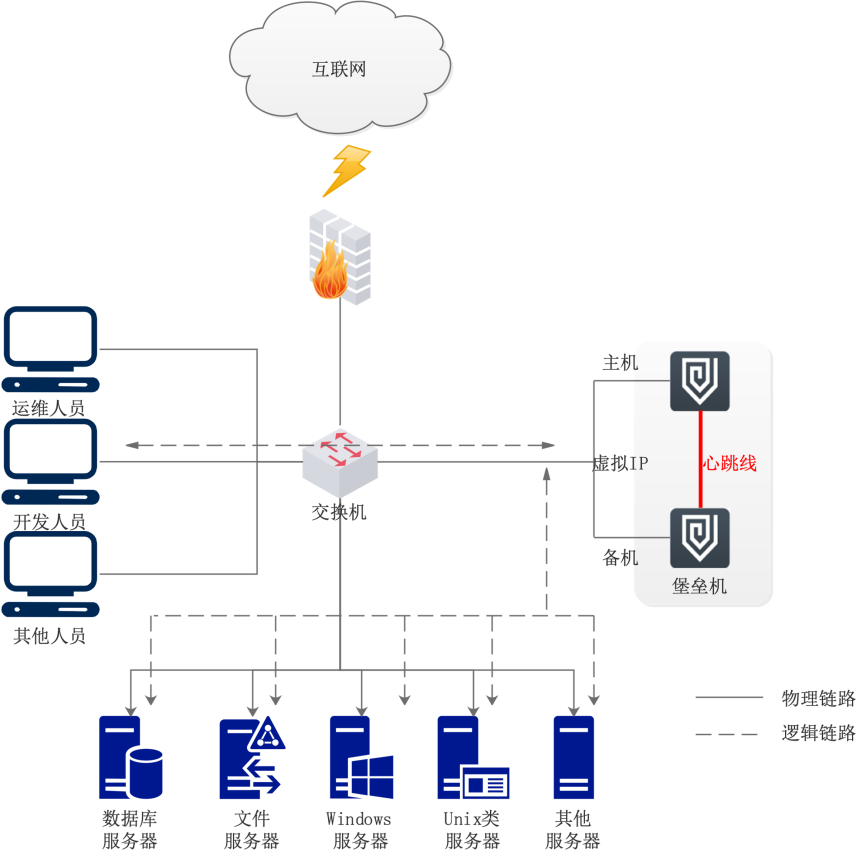 互联网
主机
运维人员
虚拟IP
心跳线
交换机
开发人员
备机
堡垒机
其他人员
物理链路
逻辑链路
数据库
服务器
文件
服务器
Windows
服务器
Unix类
服务器
其他
服务器